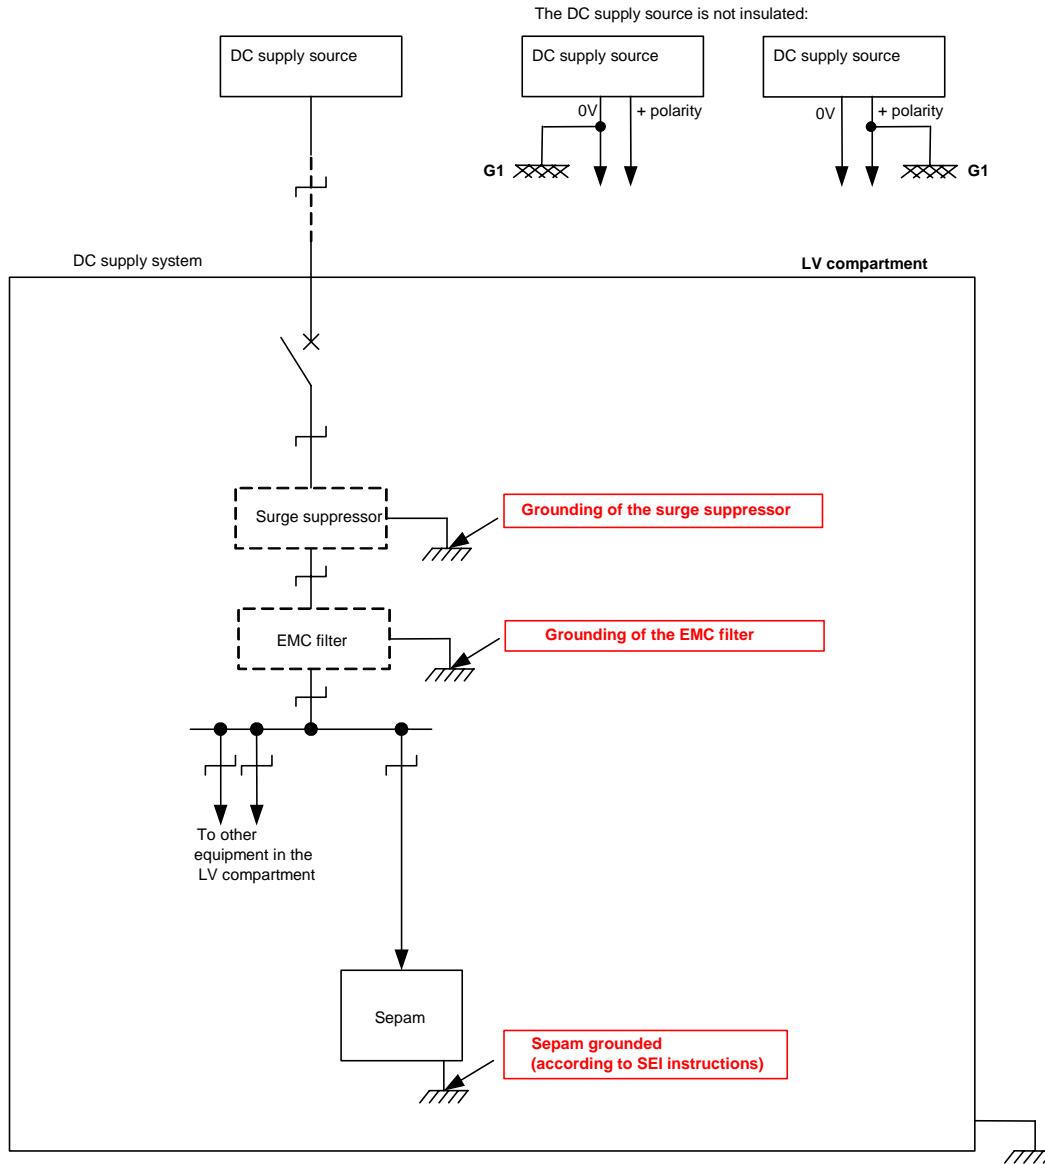 The DC supply source is not insulated:
DC supply source
DC supply source
DC supply source
0V
+ polarity
0V
+ polarity
G1
G1
DC supply system
LV compartment
Surge suppressor
Grounding of the surge suppressor
EMC filter
Grounding of the EMC filter
To other
equipment in the
LV compartment
Sepam
Sepam grounded
(according to SEI instructions)